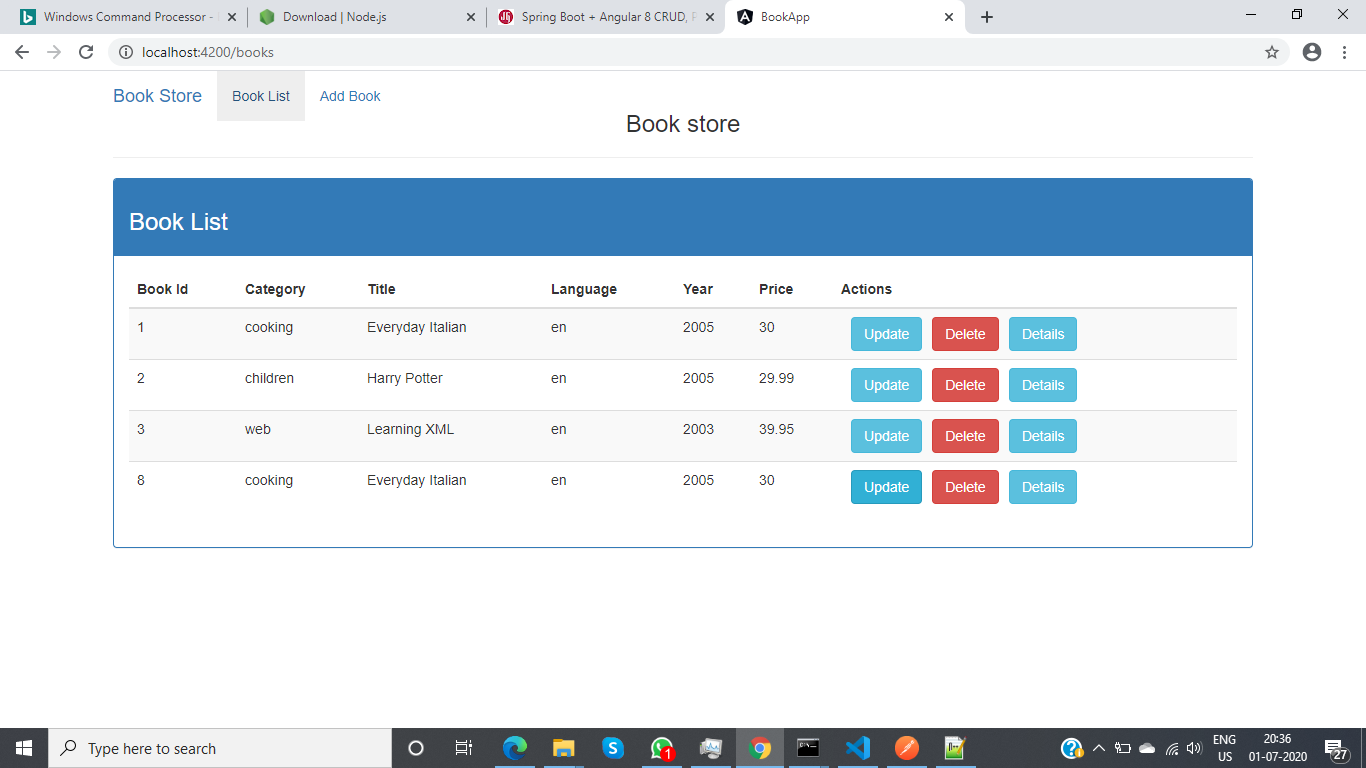 Windows Command Processor -
Download | Node.js
Spring Boot + Angular 8 CRUD,
BookApp
localhost:4200/books
Book Store Book List Add Book
Book store
Book List
Book Id Category Title Language Year Price Actions
1 cooking Everyday Italian en 2005 30 Update Delete Details
2 children Harry Potter en 2005 29.99 Update Delete Details
3 web Learning XML en 2003 39.95 Update Delete Details
8 cooking Everyday Italian en 2005 30 Update Delete Details
Type here to search
1
ENG
US
20:36
01-07-2020
27